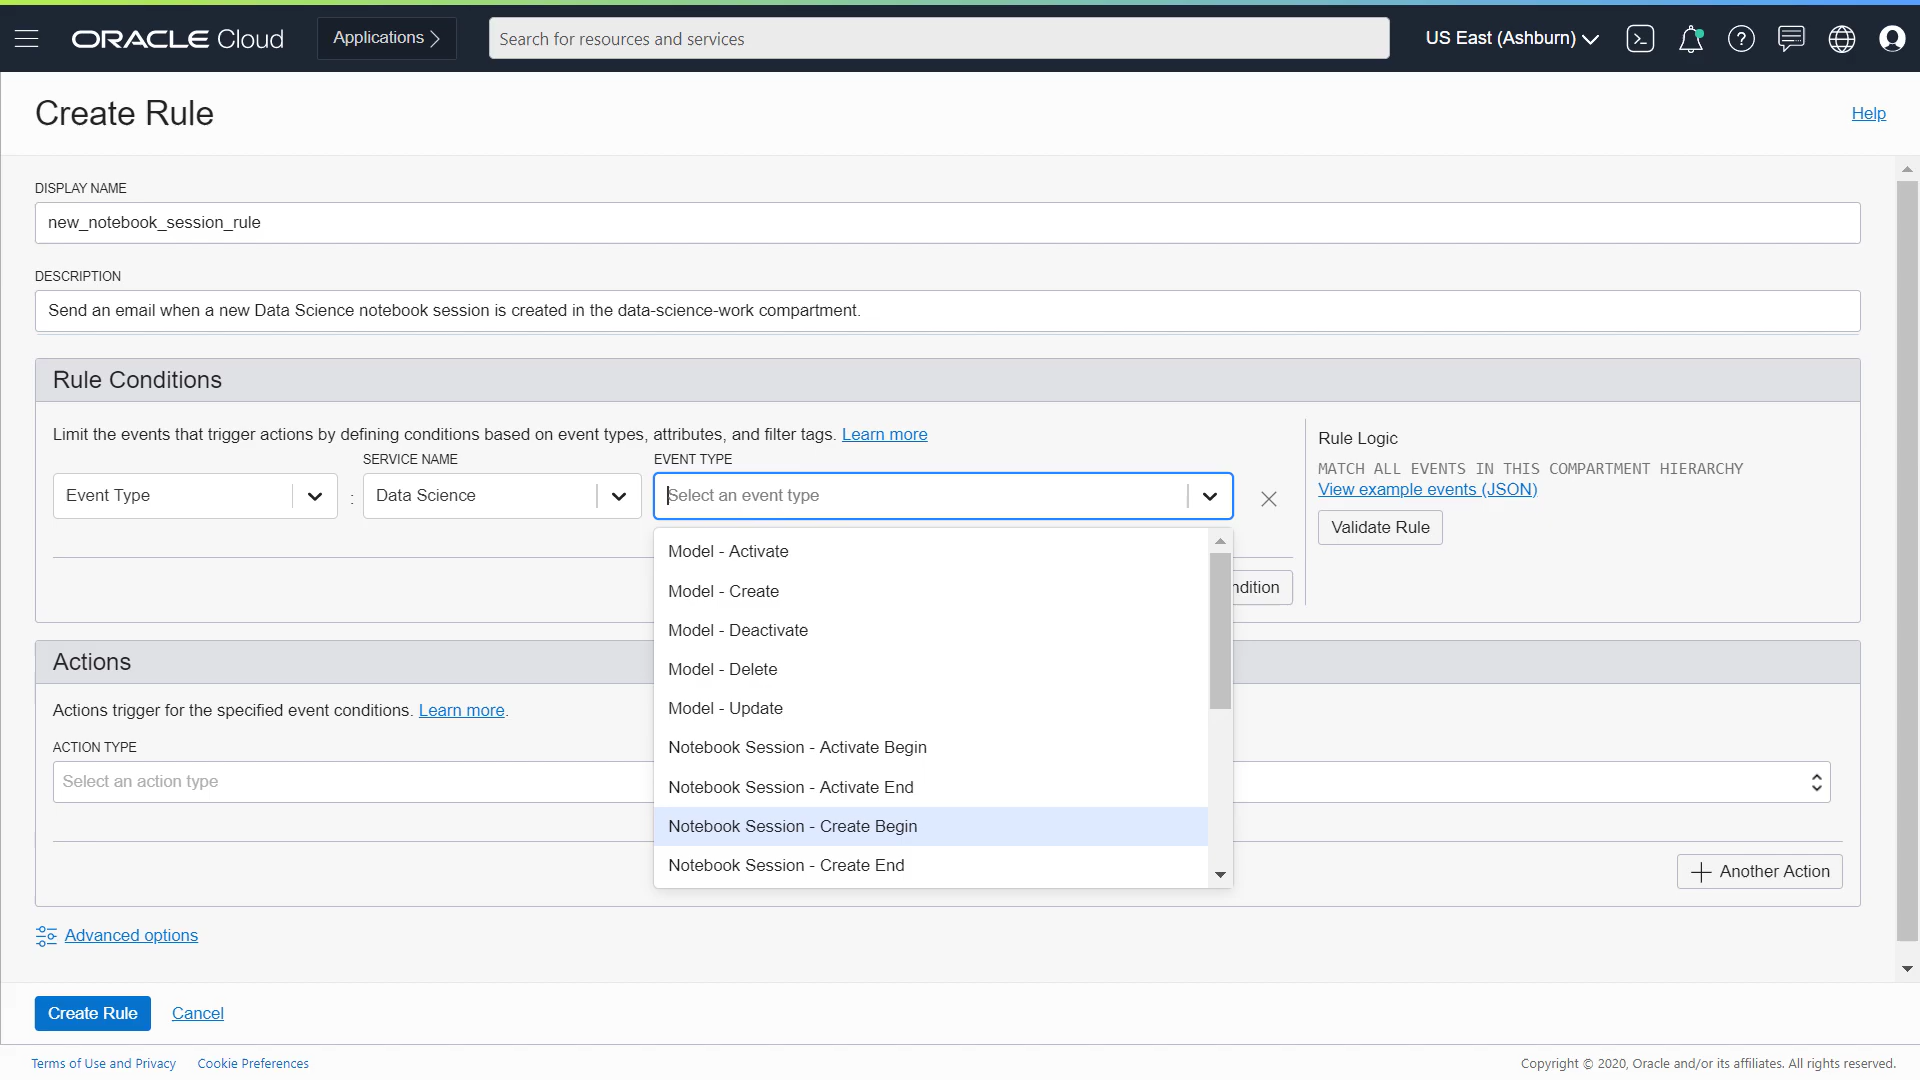 ORACLE Cloud
Applications
Search for resources and services
US East (Ashburn)
Create Rule
Help
DISPLAY NAME
new_notebook_session_rule
DESCRIPTION
Send an email when a new Data Science notebook session is created in the data-science-work compartment.
Rule Conditions
Limit the events that trigger actions by defining conditions based on event types, attributes, and filter tags. Learn more
SERVICE NAME
EVENT TYPE
Event Type
:
Data Science
Select an event type
Rule Logic
MATCH ALL EVENTS IN THIS COMPARTMENT HIERARCHY
View example events (JSON)
Validate Rule
ndition
Model - Activate
Model - Create
Model - Deactivate
Model - Delete
Model - Update
Notebook Session - Activate Begin
Notebook Session - Activate End
Notebook Session - Create Begin
Notebook Session - Create End
Actions
Actions trigger for the specified event conditions. Learn more.
ACTION TYPE
Select an action type
Another Action
Advanced options
Create Rule
Cancel
Terms of Use and Privacy
Cookie Preferences
Copyright © 2020, Oracle and/or its affiliates. All rights reserved.